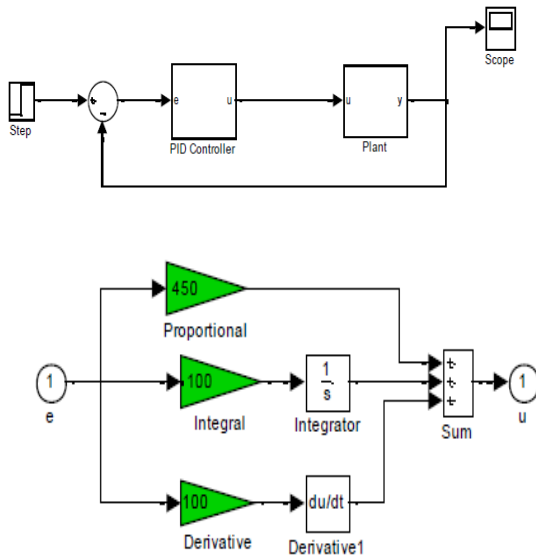 Scope
+
-
Step
e u
PID Controller
u y
Plant
450
Proportional
1
e
100
Integral
1
s
Integrator
+
+
+
Sum
1
u
100
Derivative
du/dt
Derivative1